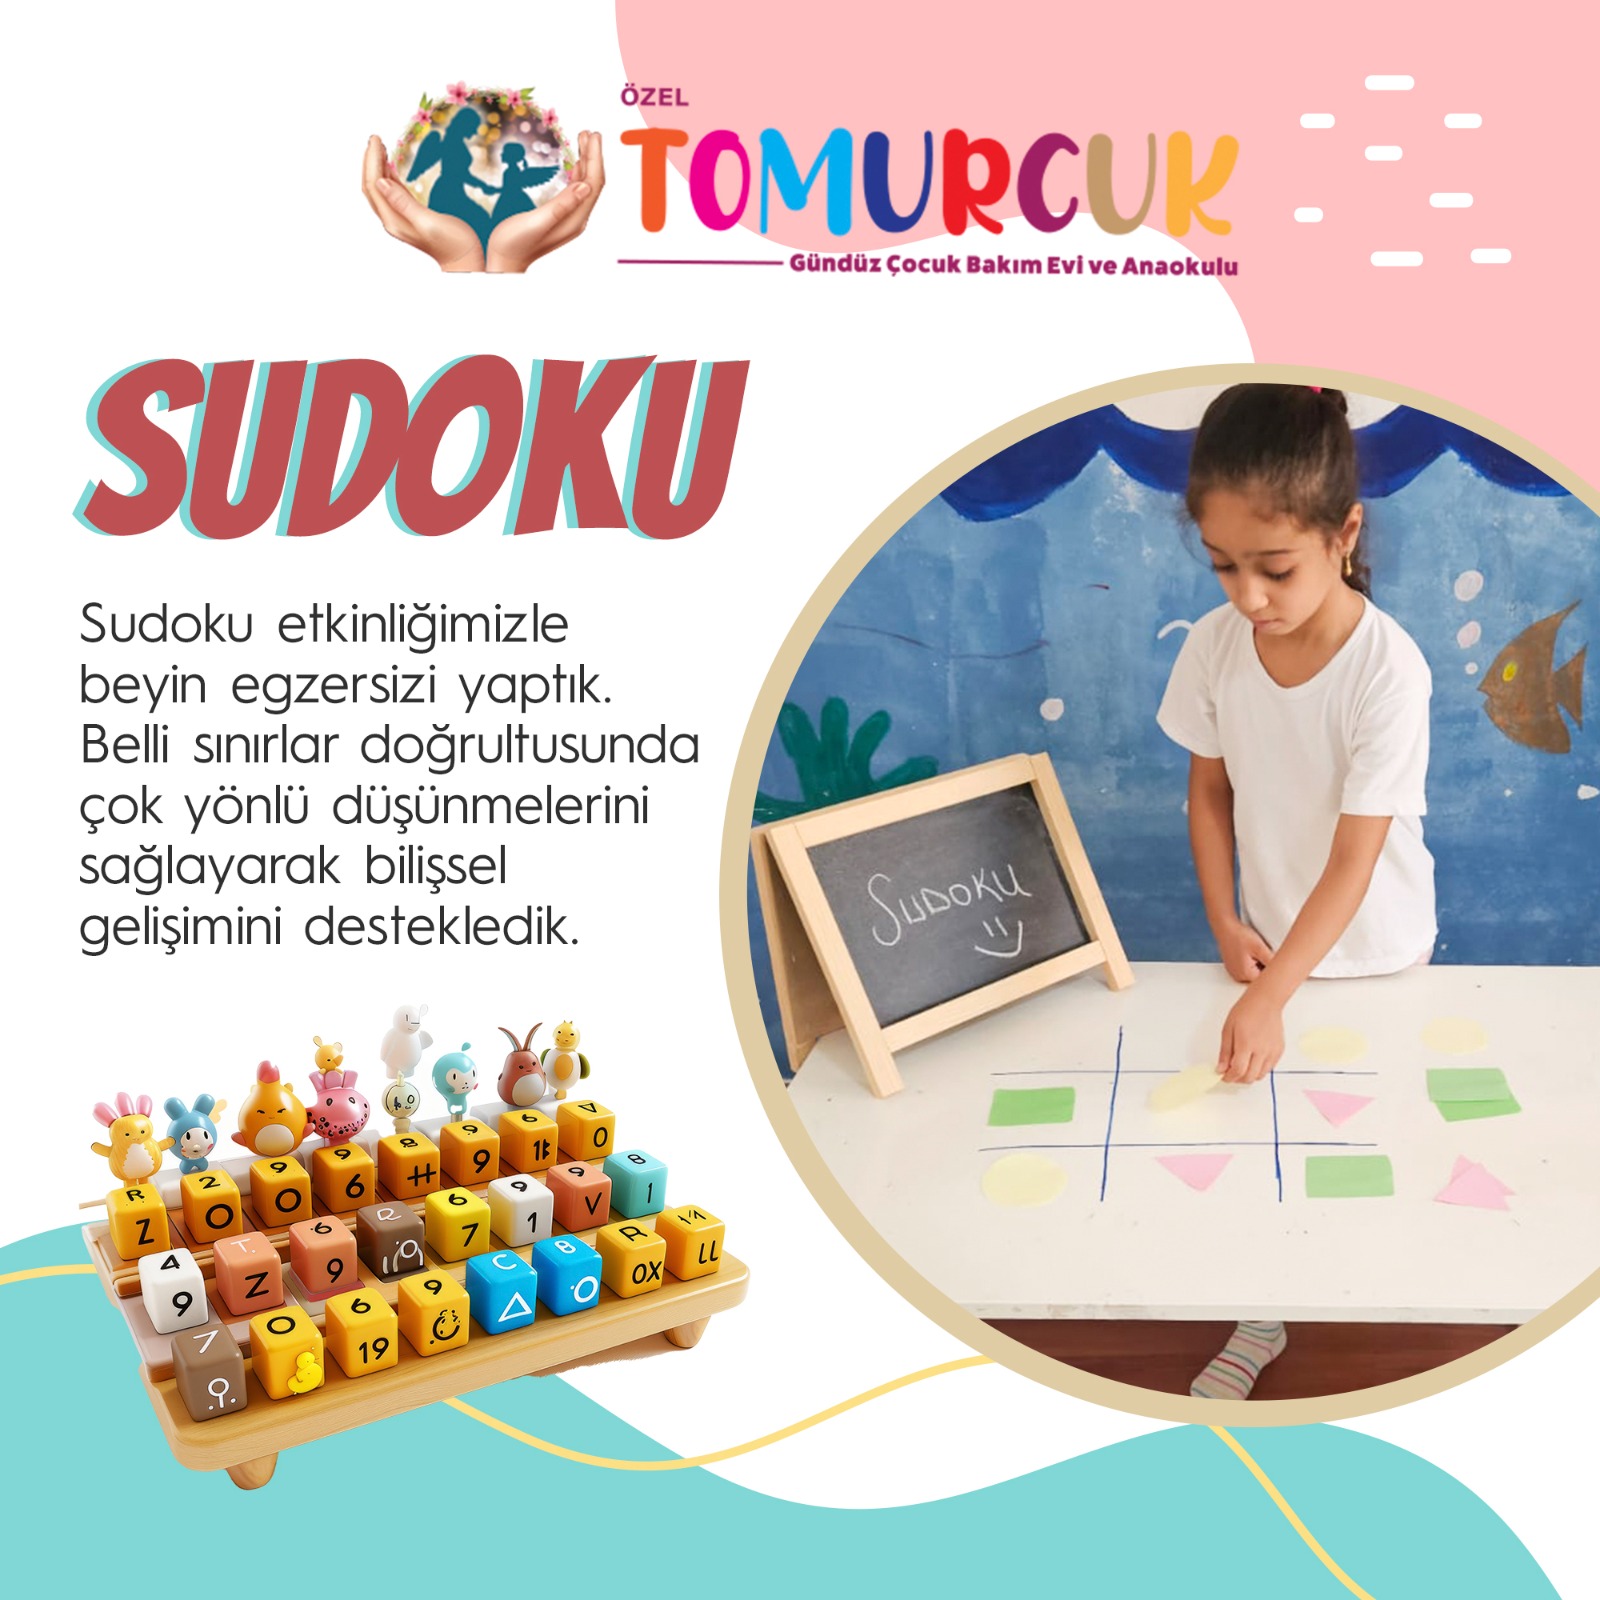 ÖZEL
TOMURCUK
Gündüz Çocuk Bakım Evi ve Anaokulu
SUDOKU
Sudoku etkinliğimizle
beyin egzersizi yaptık.
Belli sınırlar doğrultusunda
çok yönlü düşünmelerini
sağlayarak bilişsel
gelişimini destekledik.
SUDOKU